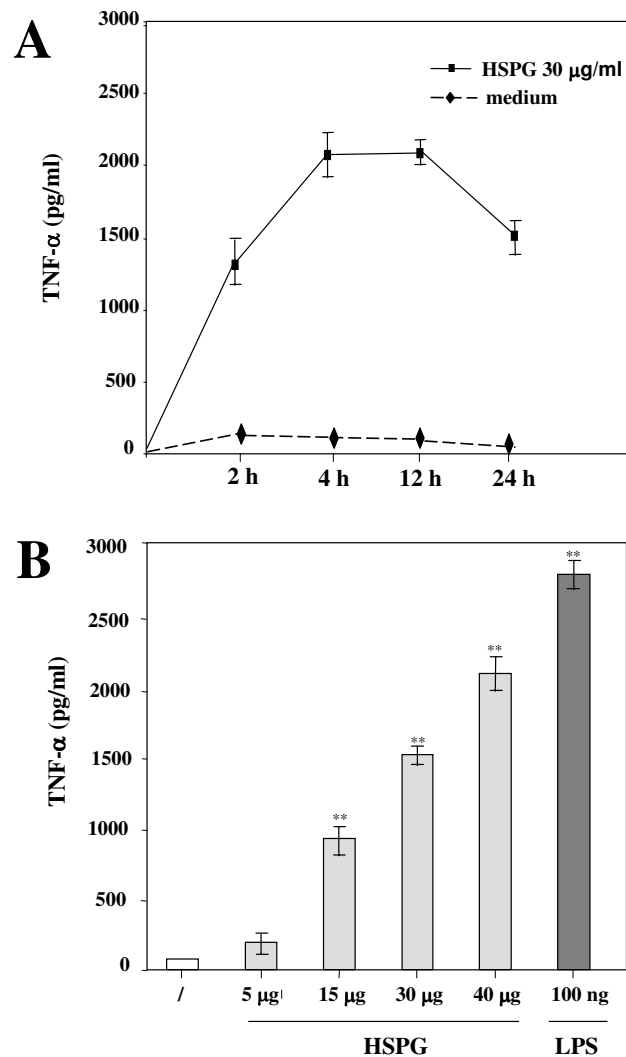 A
3000
HSPG 30 μg/ml
medium
2500
2000
TNF-α (pg/ml)
1500
1000
500
0
2 h 4 h 12 h 24 h
B
3000
**
2500
**
2000
TNF-α (pg/ml)
**
1500
**
1000
500
0
/ 5 μg 15 μg 30 μg 40 μg 100 ng
HSPG LPS